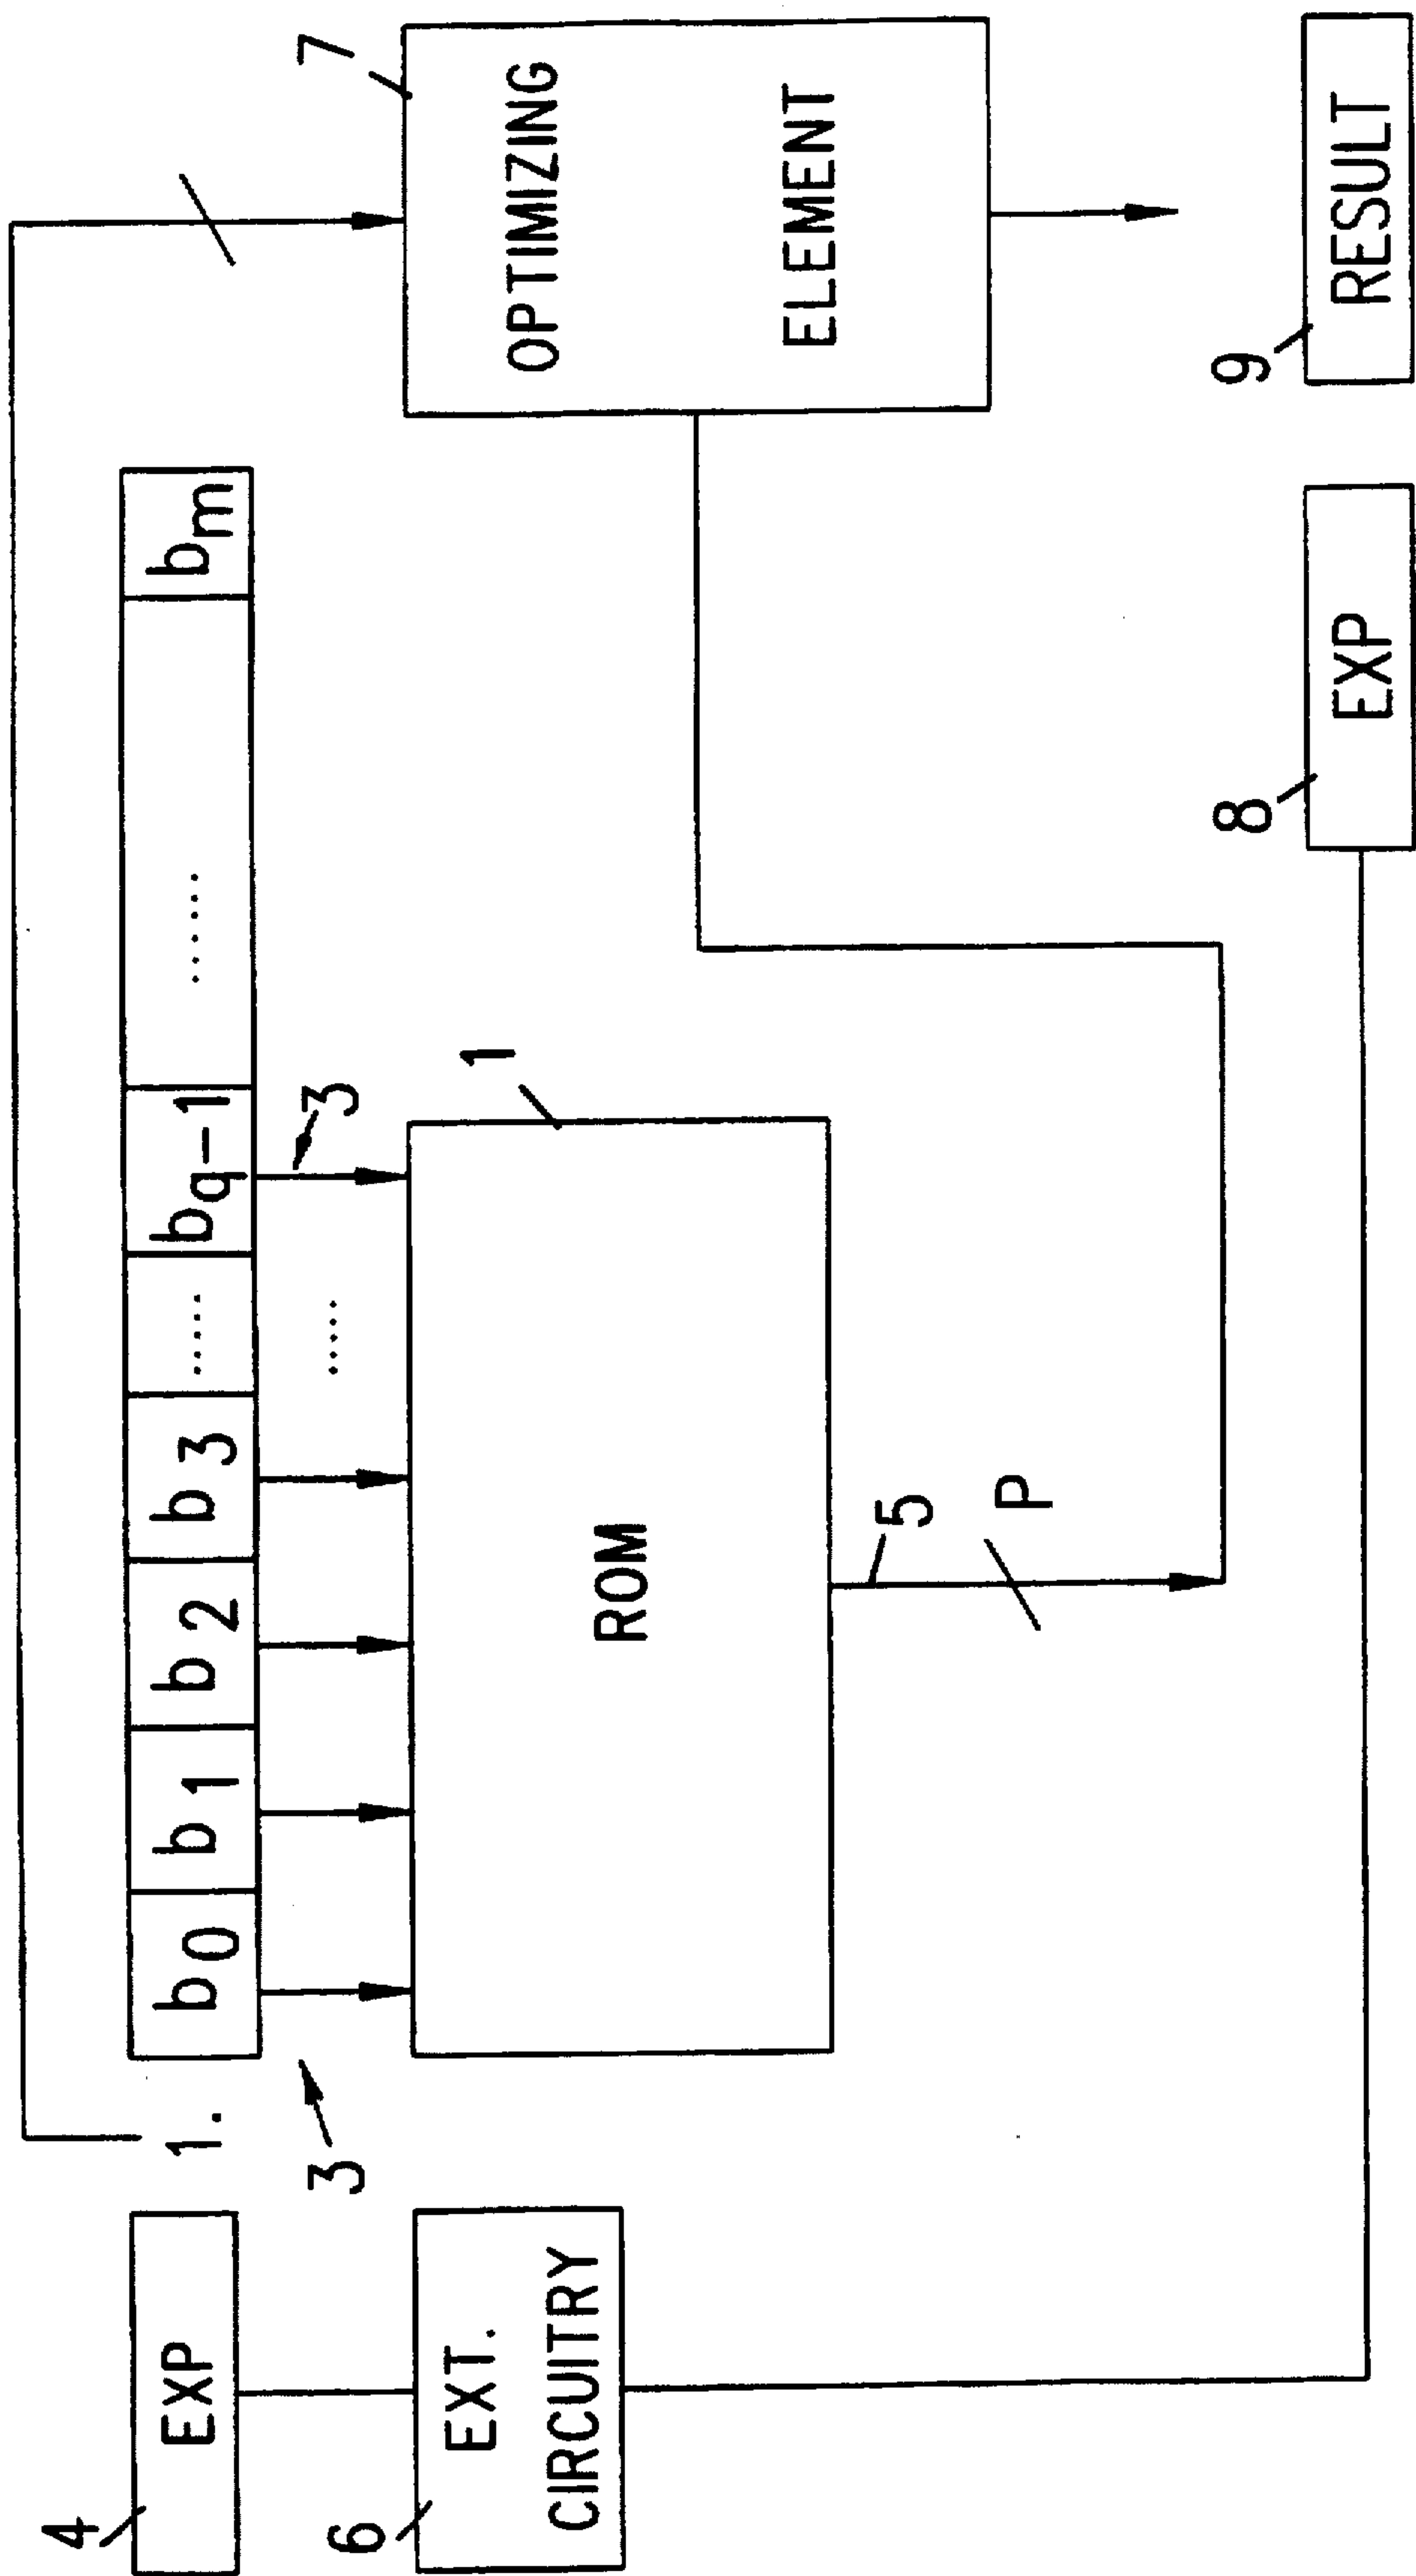 4
EXP
1.
b0
b1
b2
b3
.....
bq-1
......
bm
3
.....
3
6
EXT.
CIRCUITRY
ROM
1
7
OPTIMIZING
ELEMENT
5
P
8
EXP
9
RESULT